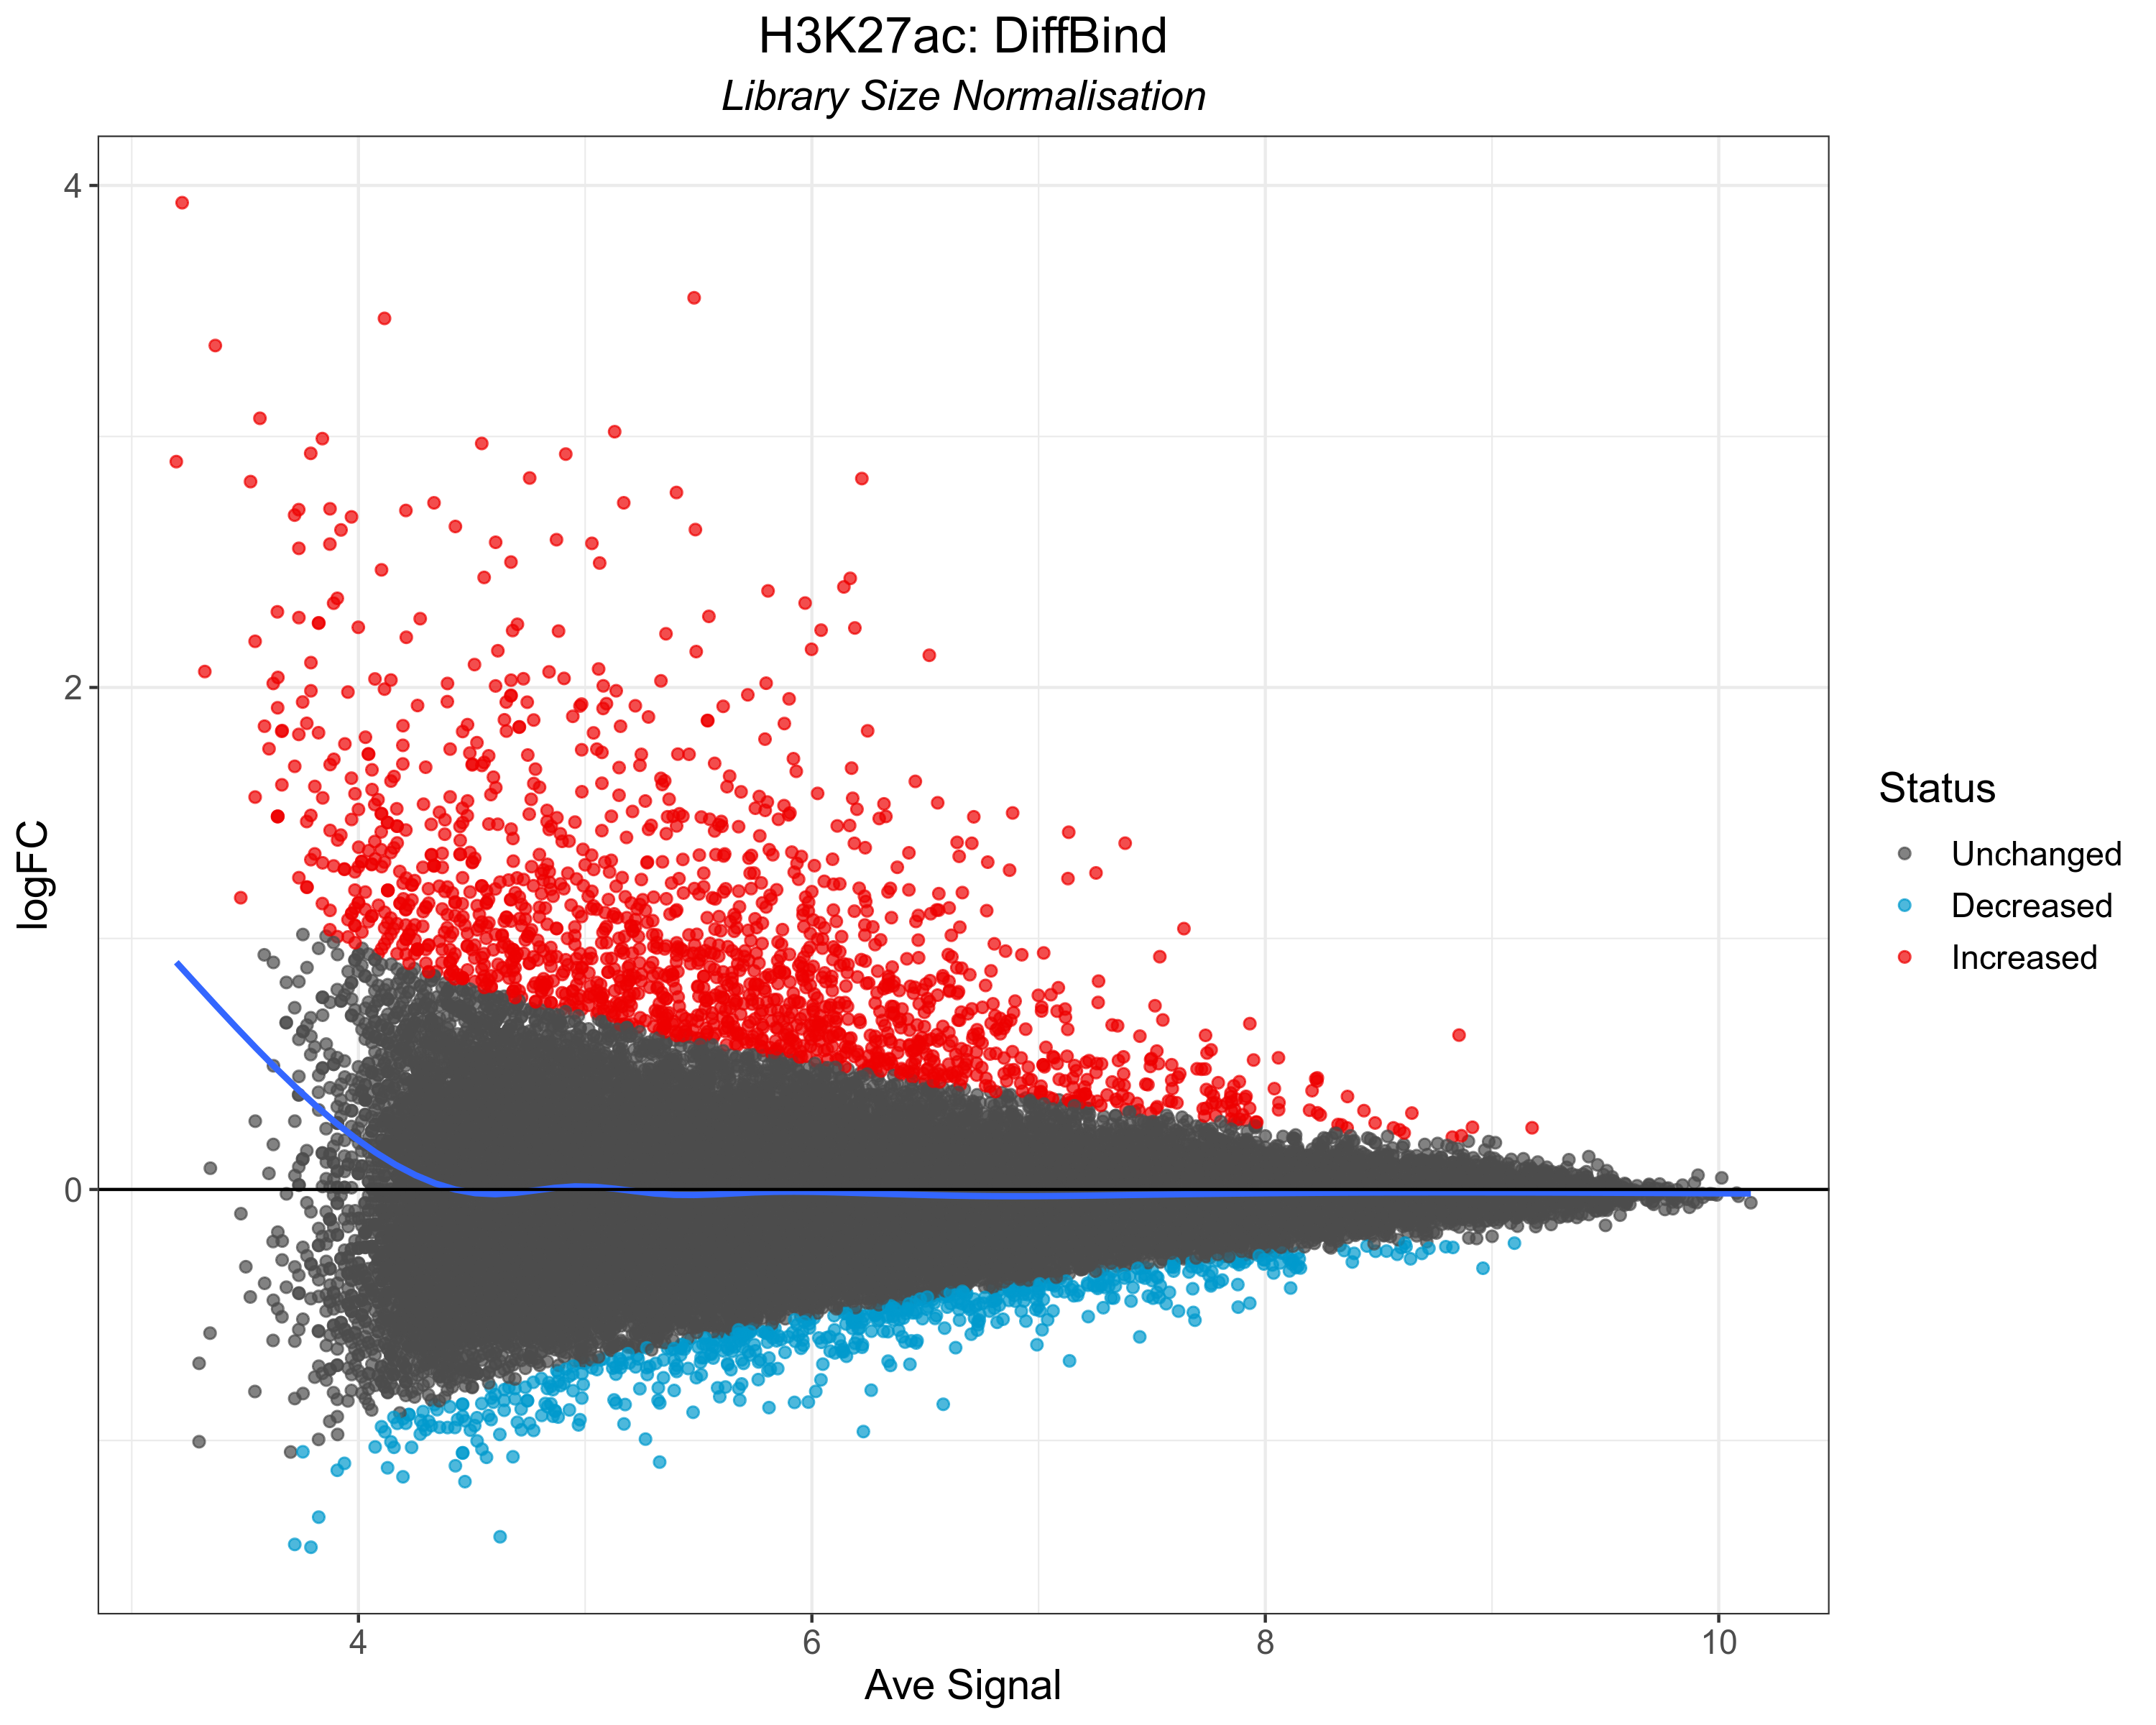 H3K27ac: DiffBind
Library Size Normalisation
logFC
4
2
0
4
6
8
10
Ave Signal
Status
Unchanged
Decreased
Increased